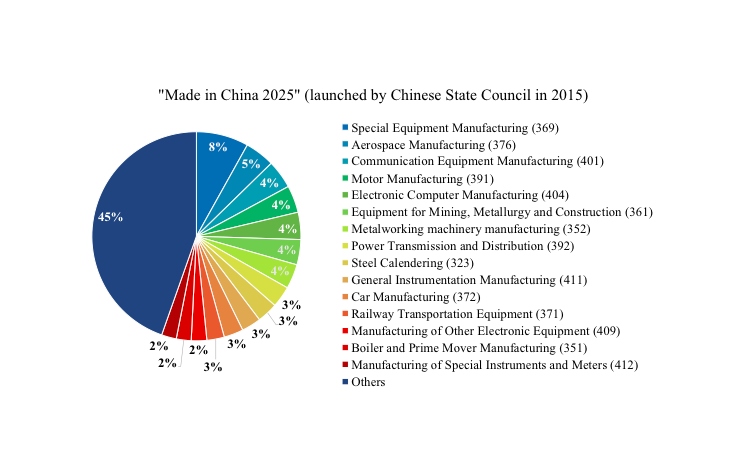 "Made in China 2025" (launched by Chinese State Council in 2015)
8%
5%
4%
4%
4%
4%
4%
3%
3%
3%
3%
3%
2%
2%
2%
45%
Special Equipment Manufacturing (369)
Aerospace Manufacturing (376)
Communication Equipment Manufacturing (401)
Motor Manufacturing (391)
Electronic Computer Manufacturing (404)
Equipment for Mining, Metallurgy and Construction (361)
Metalworking machinery manufacturing (352)
Power Transmission and Distribution (392)
Steel Calendering (323)
General Instrumentation Manufacturing (411)
Car Manufacturing (372)
Railway Transportation Equipment (371)
Manufacturing of Other Electronic Equipment (409)
Boiler and Prime Mover Manufacturing (351)
Manufacturing of Special Instruments and Meters (412)
Others